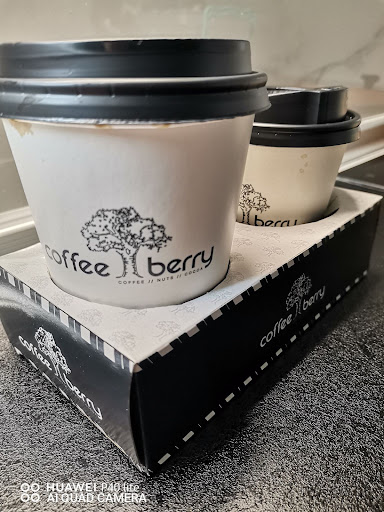 coffee berry
COFFEE // NUTS // COCOA
berry
coffee berry
coffee berry
HUAWEI P40 lite
AI QUAD CAMERA